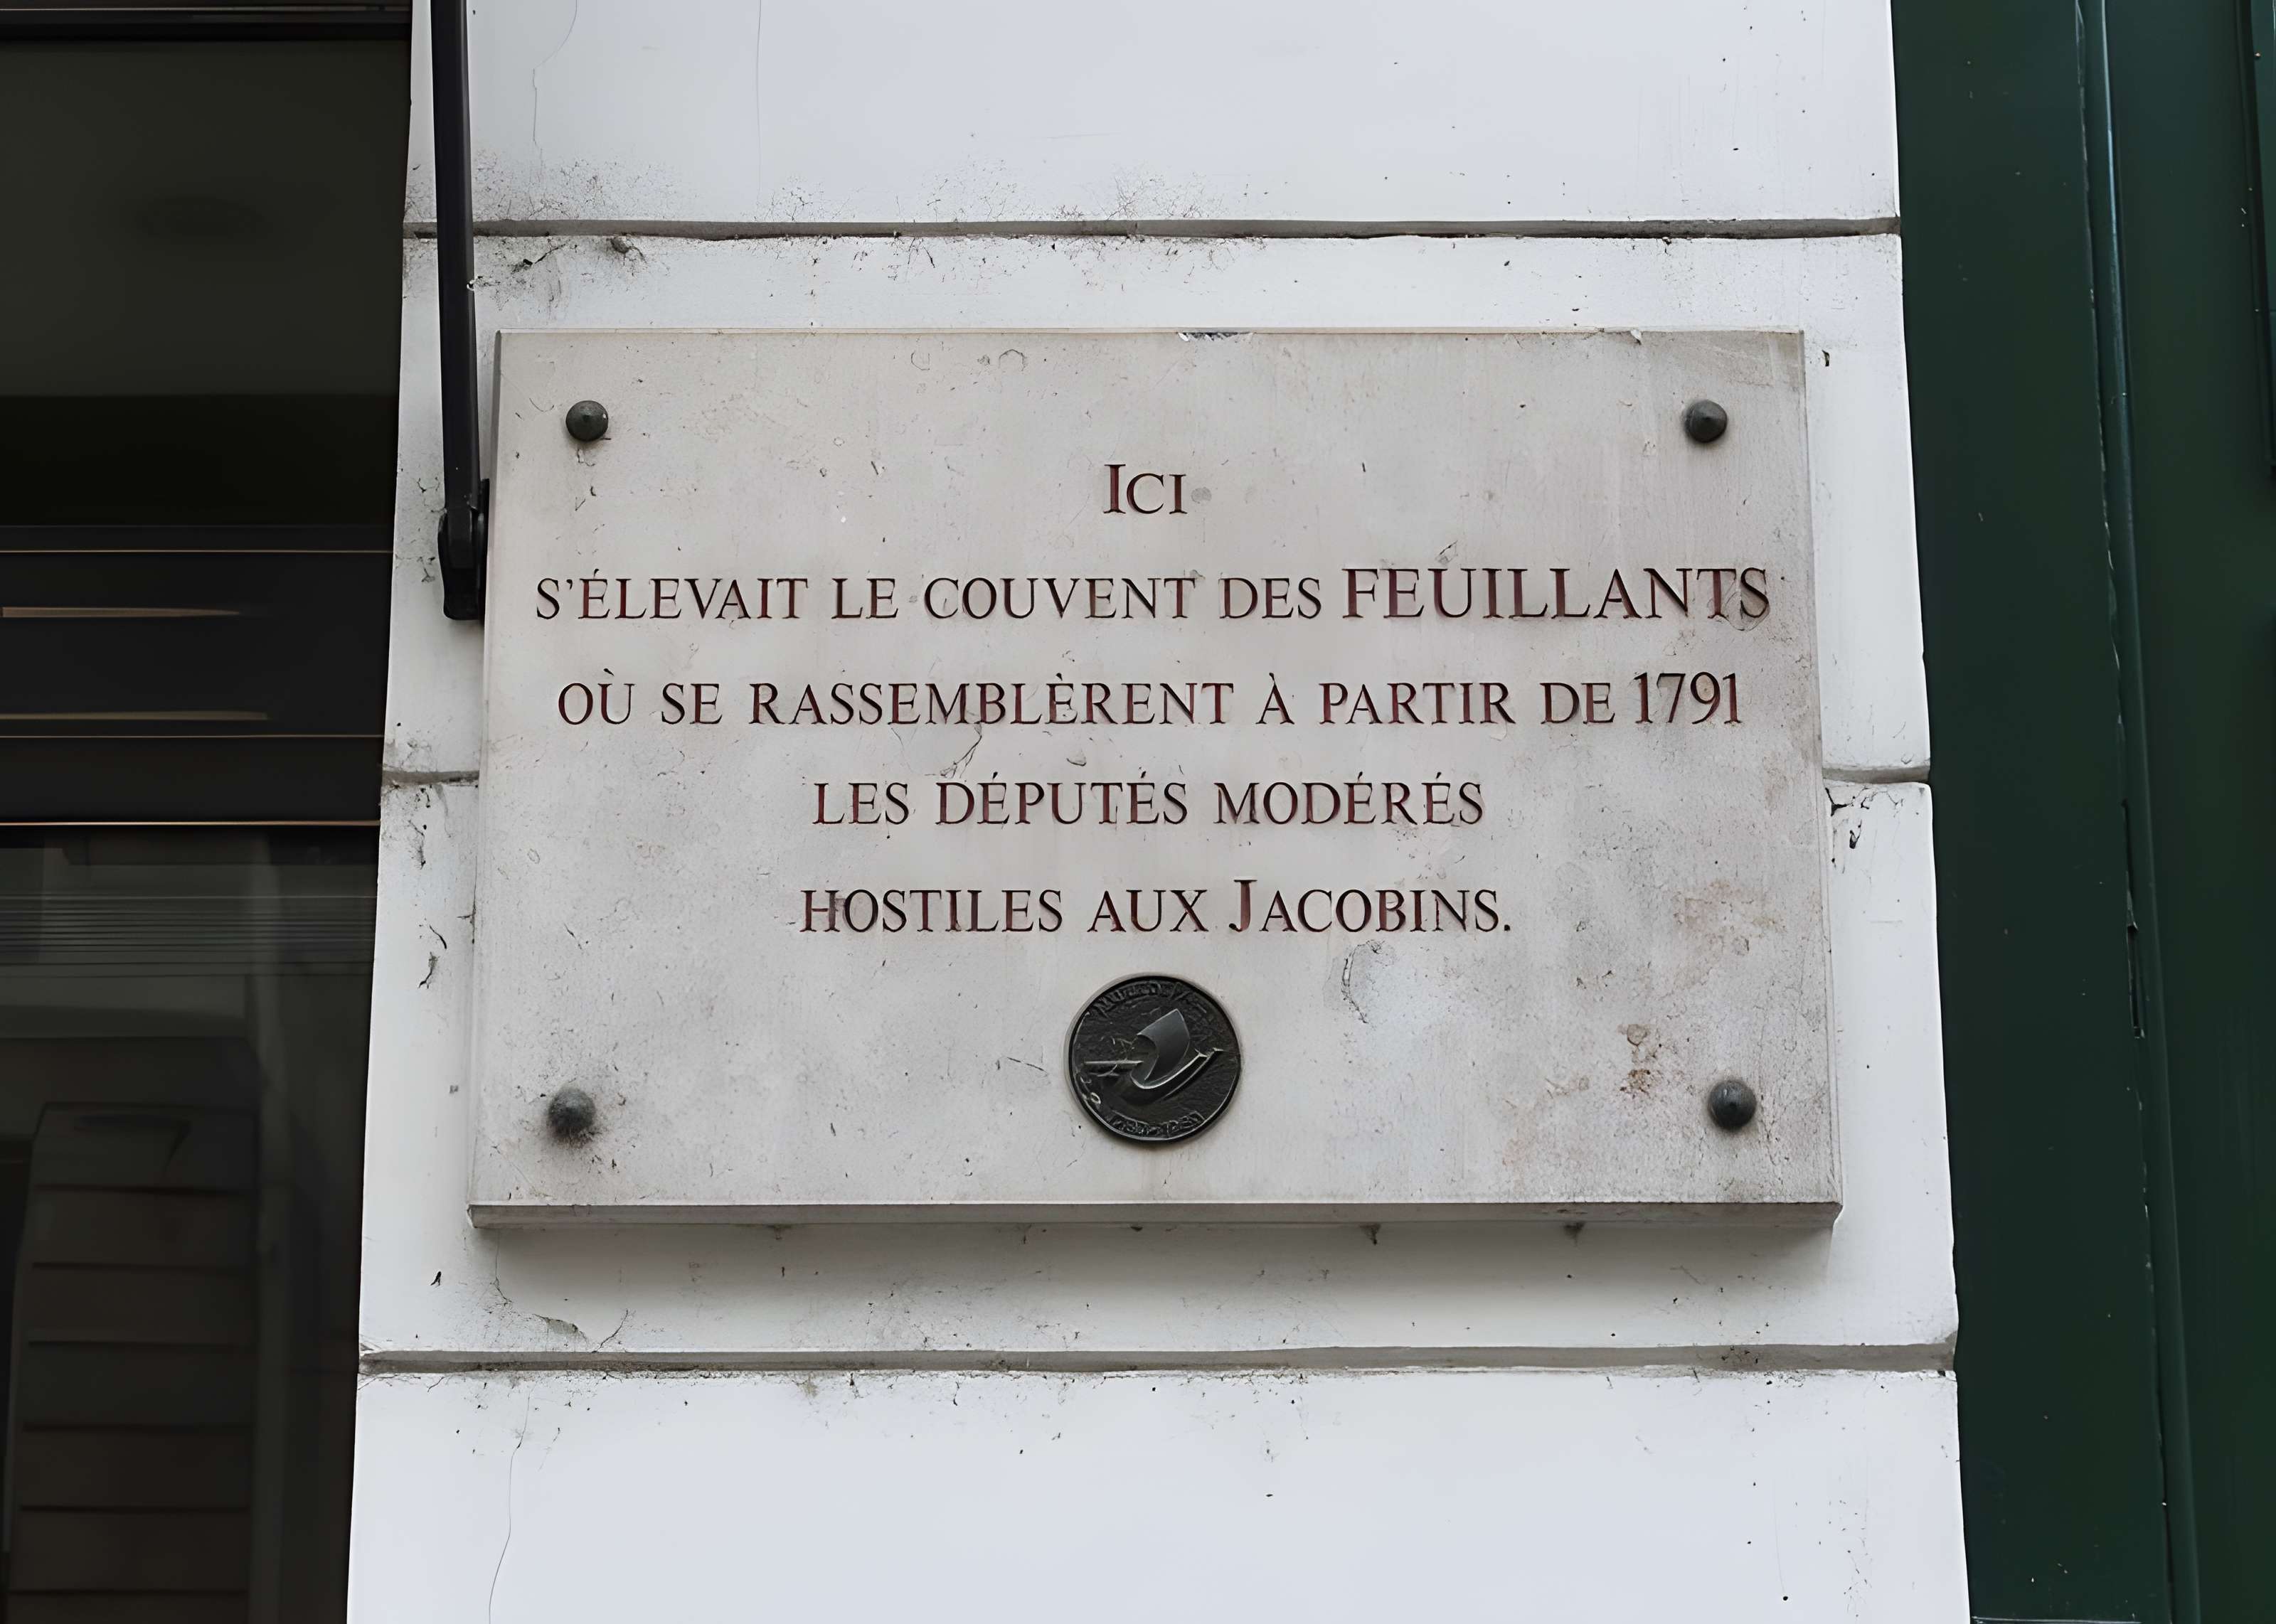 ICI
S'ÉLEVAIT LE COUVENT DES FEUILLANTS
OÙ SE RASSEMBLÈRENT À PARTIR DE 1791
LES DÉPUTÉS MODÉRÉS
HOSTILES AUX JACOBINS.